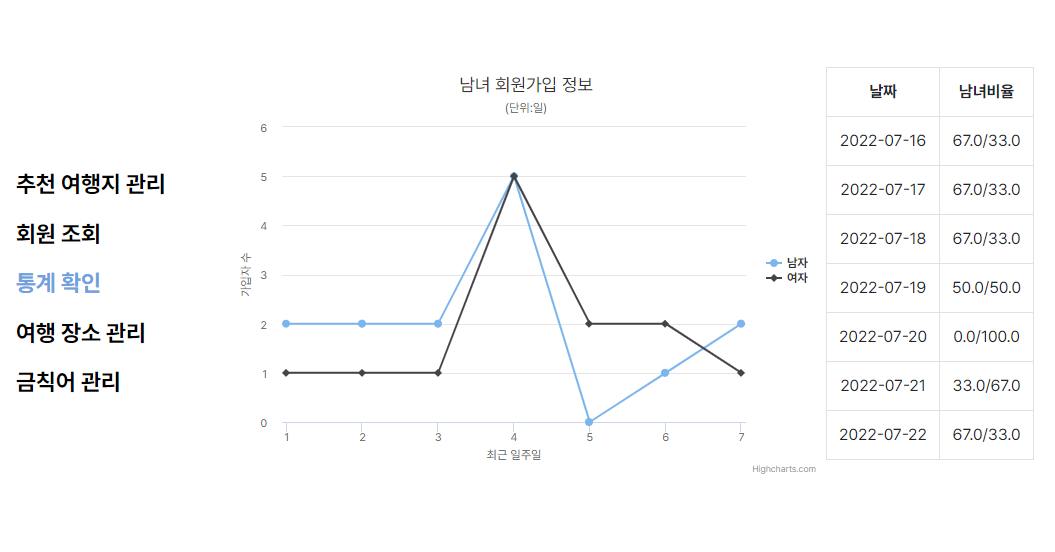 추천 여행지 관리
회원 조회
통계 확인
여행 장소 관리
금칙어 관리
남녀 회원가입 정보
(단위:일)
가입자 수
6
5
4
3
2
1
0
1 2 3 4 5 6 7
최근 일주일
남자
여자
Highcharts.com
날짜 남녀비율
2022-07-16 67.0/33.0
2022-07-17 67.0/33.0
2022-07-18 67.0/33.0
2022-07-19 50.0/50.0
2022-07-20 0.0/100.0
2022-07-21 33.0/67.0
2022-07-22 67.0/33.0